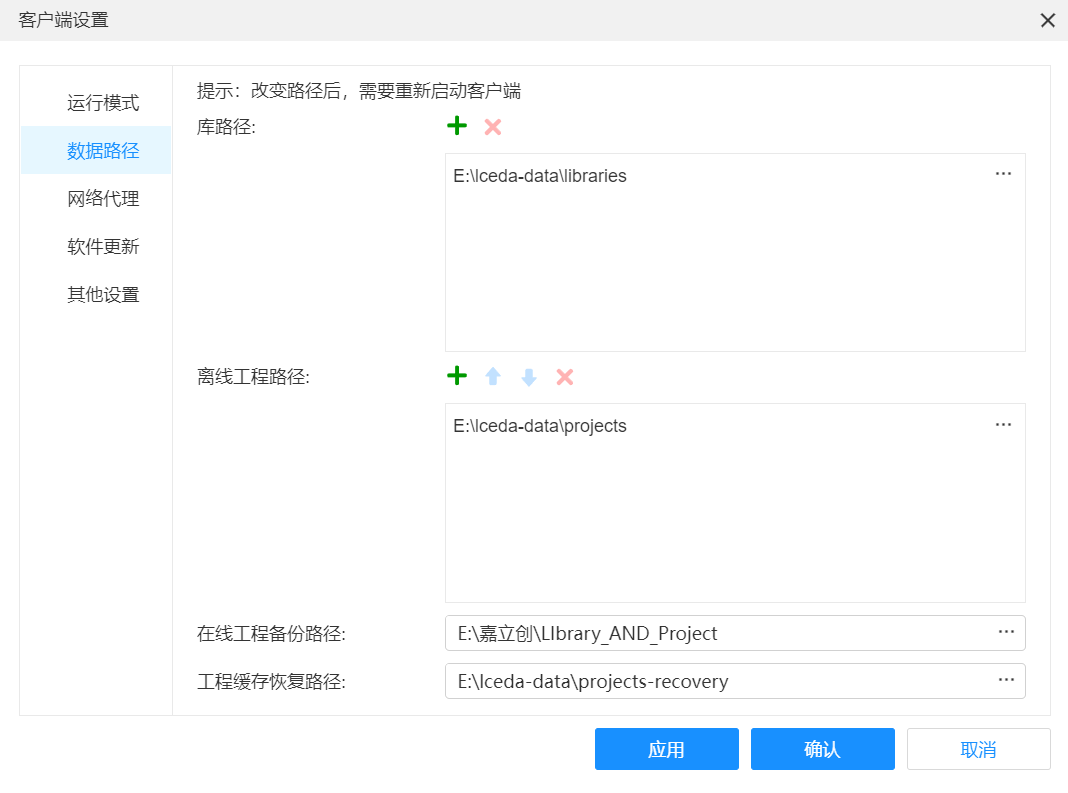 客户端设置
运行模式
数据路径
网络代理
软件更新
其他设置
提示：改变路径后，需要重新启动客户端
库路径:
E:\lceda-data\libraries
离线工程路径:
E:\lceda-data\projects
在线工程备份路径:
E:\嘉立创\LIbrary_AND_Project
工程缓存恢复路径:
E:\lceda-data\projects-recovery
应用
确认
取消